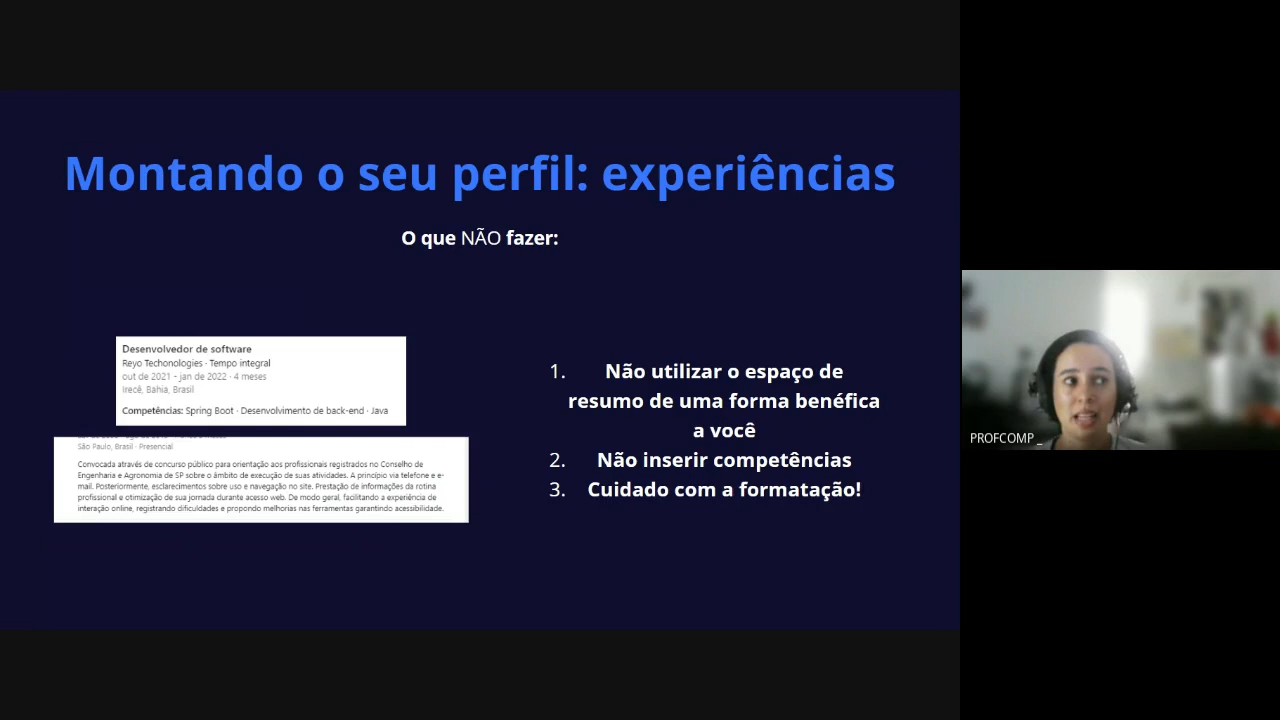 Montando o seu perfil: experiências
O que NÃO fazer:
Desenvolvedor de software
Reyo Techonologies · Tempo integral
out de 2021 - jan de 2022 · 4 meses
Irecê, Bahia, Brasil
Competências: Spring Boot · Desenvolvimento de back-end · Java
São Paulo, Brasil · Presencial
Convocada através de concurso público para orientação aos profissionais registrados no Conselho de
Engenharia e Agronomia de SP sobre o âmbito de execução de suas atividades. A princípio via telefone e e-
mail. Posteriormente, esclarecimentos sobre uso e navegação no site. Prestação de informações da rotina
profissional e otimização de sua jornada durante acesso web. De modo geral, facilitando a experiência de
interação online, registrando dificuldades e propondo melhorias nas ferramentas garantindo acessibilidade.
1. Não utilizar o espaço de
resumo de uma forma benéfica
a você
2. Não inserir competências
3. Cuidado com a formatação!
PROFCOMP _